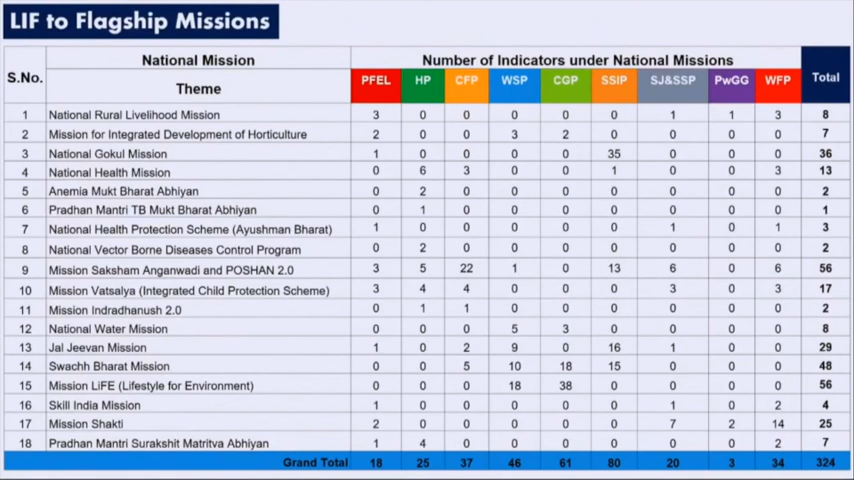 LIF to Flagship Missions
S.No. National Mission Theme Number of Indicators under National Missions Total
PFEL HP CFP WSP CGP SSIP SJ&SSP PwGG WFP
1 National Rural Livelihood Mission 3 0 0 0 0 0 1 1 3 8
2 Mission for Integrated Development of Horticulture 2 0 0 3 2 0 0 0 0 7
3 National Gokul Mission 1 0 0 0 0 35 0 0 0 36
4 National Health Mission 0 6 3 0 0 1 0 0 3 13
5 Anemia Mukt Bharat Abhiyan 0 2 0 0 0 0 0 0 0 2
6 Pradhan Mantri TB Mukt Bharat Abhiyan 0 1 0 0 0 0 0 0 0 1
7 National Health Protection Scheme (Ayushman Bharat) 1 0 0 0 0 0 1 0 1 3
8 National Vector Borne Diseases Control Program 0 2 0 0 0 0 0 0 0 2
9 Mission Saksham Anganwadi and POSHAN 2.0 3 5 22 1 0 13 6 0 6 56
10 Mission Vatsalya (Integrated Child Protection Scheme) 3 4 4 0 0 0 3 0 3 17
11 Mission Indradhanush 2.0 0 1 1 0 0 0 0 0 0 2
12 National Water Mission 0 0 0 5 3 0 0 0 0 8
13 Jal Jeevan Mission 1 0 2 9 0 16 1 0 0 29
14 Swachh Bharat Mission 0 0 5 10 18 15 0 0 0 48
15 Mission LiFE (Lifestyle for Environment) 0 0 0 18 38 0 0 0 0 56
16 Skill India Mission 1 0 0 0 0 0 1 0 2 4
17 Mission Shakti 2 0 0 0 0 0 7 2 14 25
18 Pradhan Mantri Surakshit Matritva Abhiyan 1 4 0 0 0 0 0 0 2 7
Grand Total 18 25 37 46 61 80 20 3 34 324